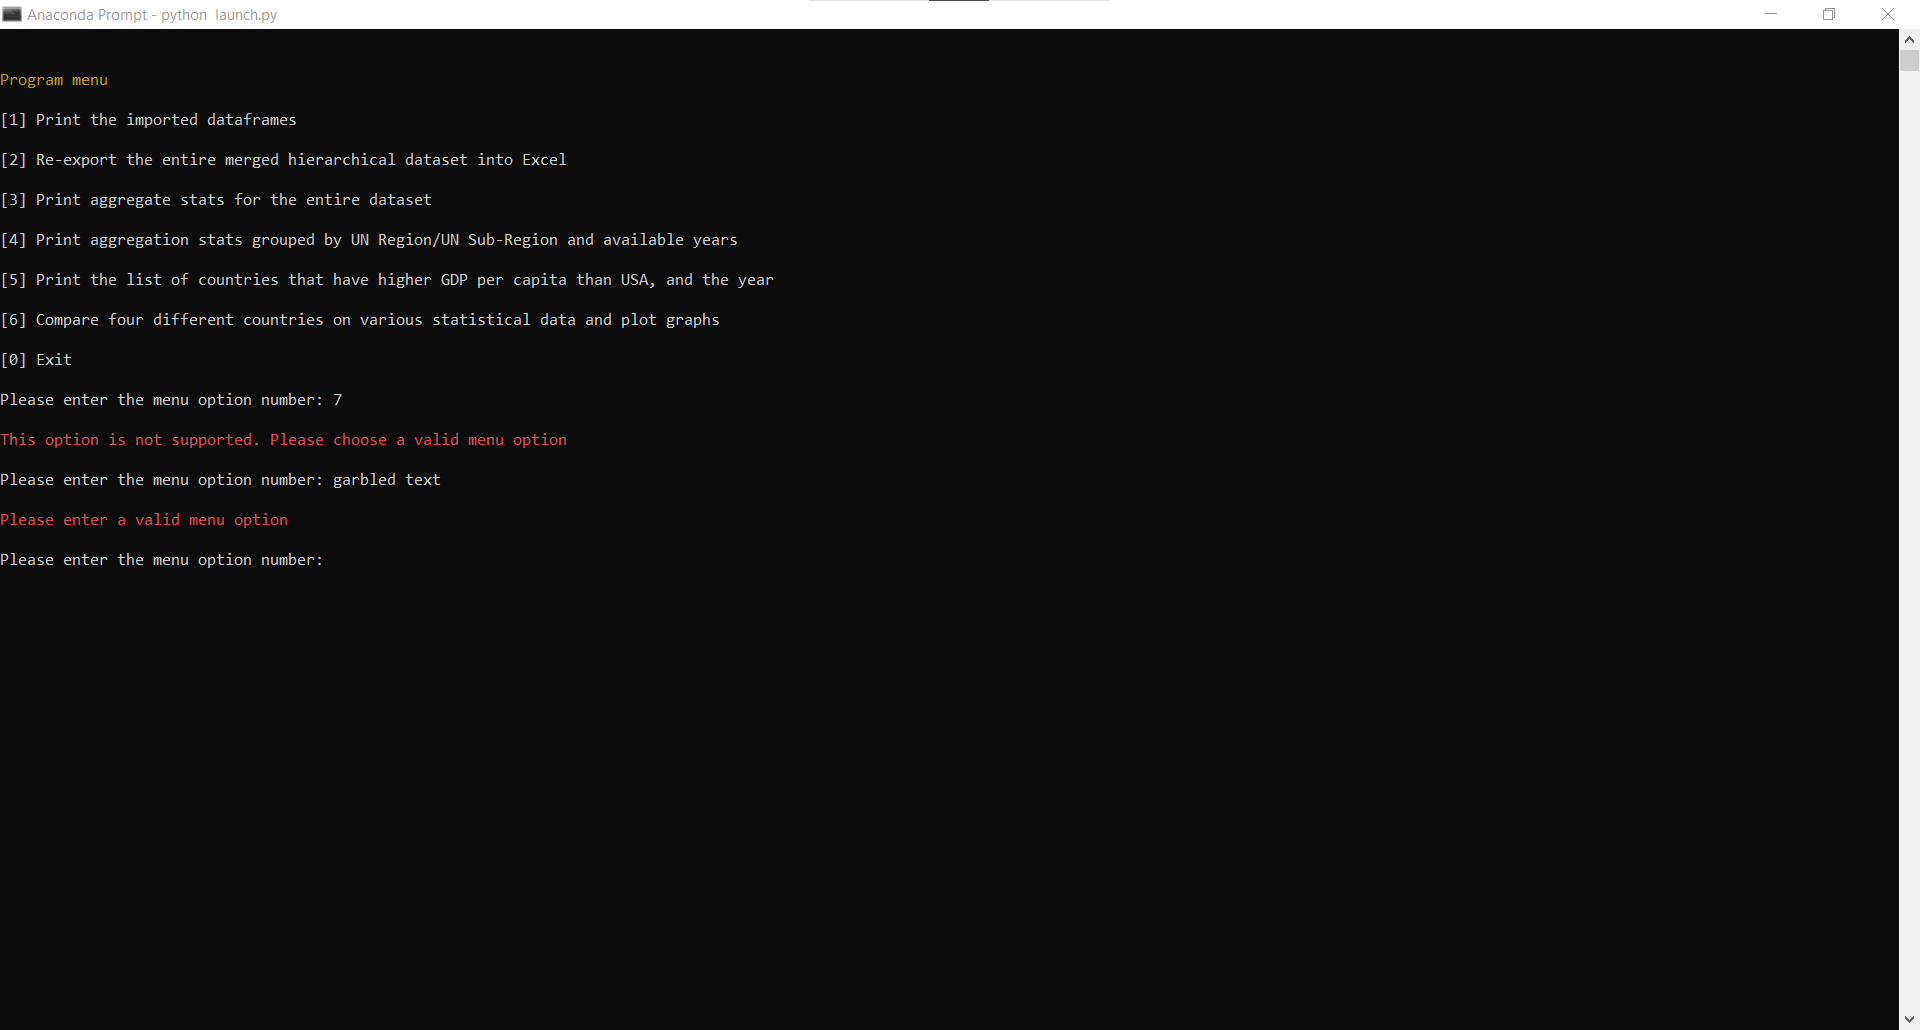 Anaconda Prompt - python  launch.py
Program menu
[1] Print the imported dataframes
[2] Re-export the entire merged hierarchical dataset into Excel
[3] Print aggregate stats for the entire dataset
[4] Print aggregation stats grouped by UN Region/UN Sub-Region and available years
[5] Print the list of countries that have higher GDP per capita than USA, and the year
[6] Compare four different countries on various statistical data and plot graphs
[0] Exit
Please enter the menu option number: 7
This option is not supported. Please choose a valid menu option
Please enter the menu option number: garbled text
Please enter a valid menu option
Please enter the menu option number: